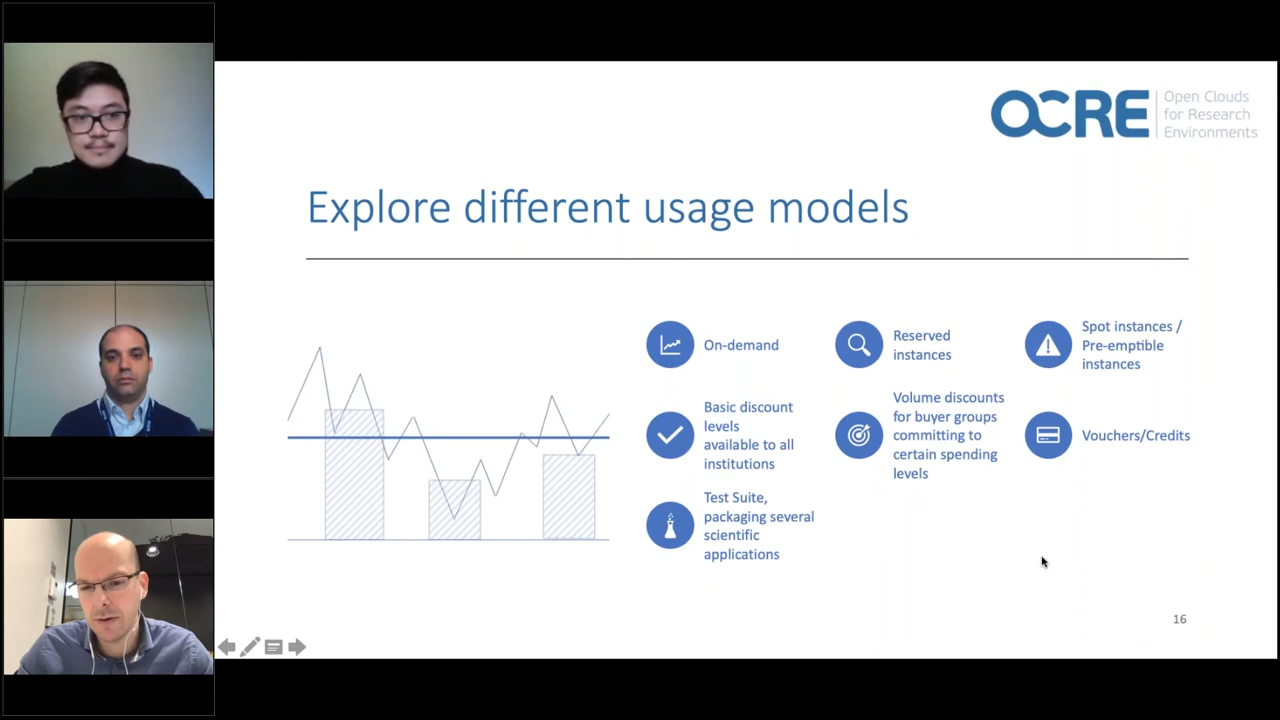 OCRE
Open Clouds
for Research
Environments
Explore different usage models
On-demand
Reserved
instances
Spot instances /
Pre-emptible
instances
Basic discount
levels
available to all
institutions
Volume discounts
for buyer groups
committing to
certain spending
levels
Vouchers/Credits
Test Suite,
packaging several
scientific
applications
16